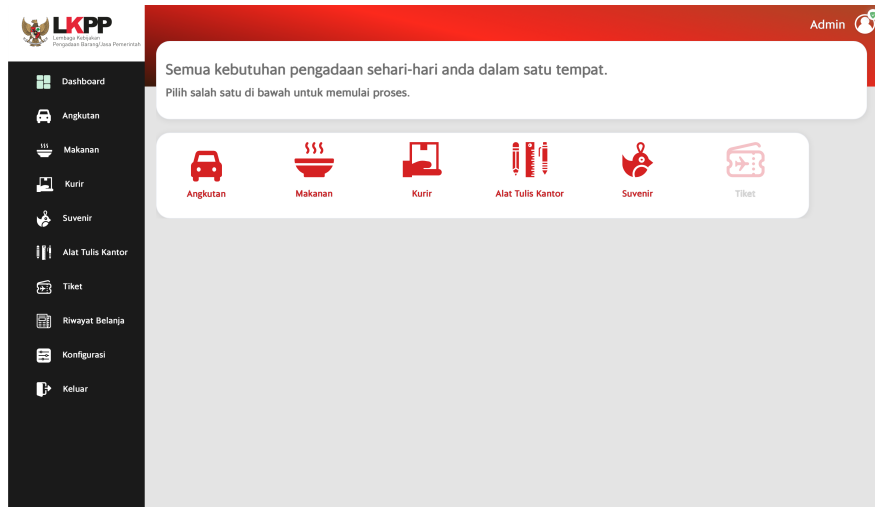 LKPP
Lembaga Kebijakan
Pengadaan Barang/Jasa Pemerintah
Admin
Dashboard
Angkutan
Makanan
Kurir
Suvenir
Alat Tulis Kantor
Tiket
Riwayat Belanja
Konfigurasi
Keluar
Semua kebutuhan pengadaan sehari-hari anda dalam satu tempat.
Pilih salah satu di bawah untuk memulai proses.
Angkutan
Makanan
Kurir
Alat Tulis Kantor
Suvenir
Tiket